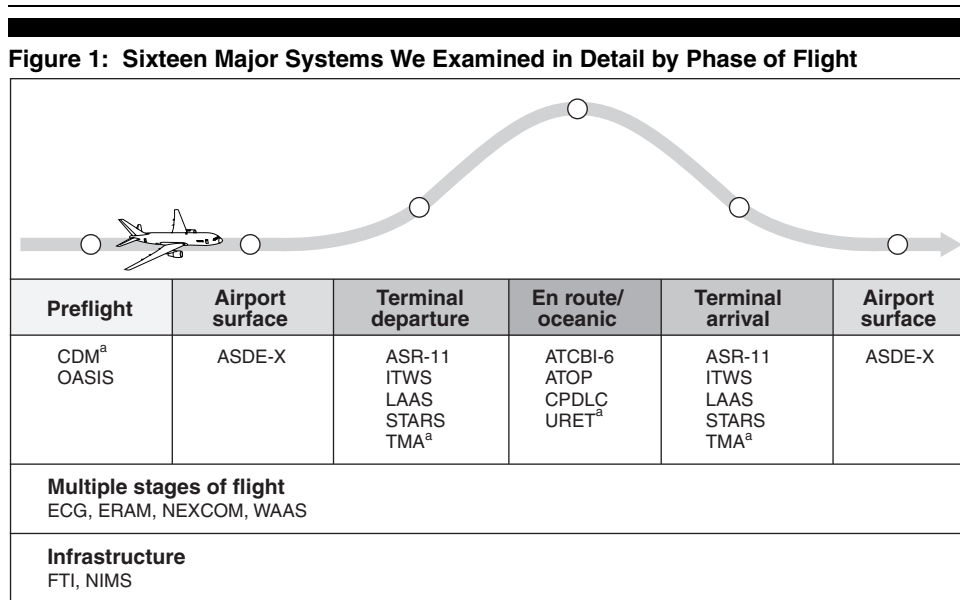 Figure 1: Sixteen Major Systems We Examined in Detail by Phase of Flight
Preflight
Airport
surface
Terminal
departure
En route/
oceanic
Terminal
arrival
Airport
surface
CDMa
OASIS
ASDE-X
ASR-11
ITWS
LAAS
STARS
TMAa
ATCBI-6
ATOP
CPDLC
URETa
ASR-11
ITWS
LAAS
STARS
TMAa
ASDE-X
Multiple stages of flight
ECG, ERAM, NEXCOM, WAAS
Infrastructure
FTI, NIMS